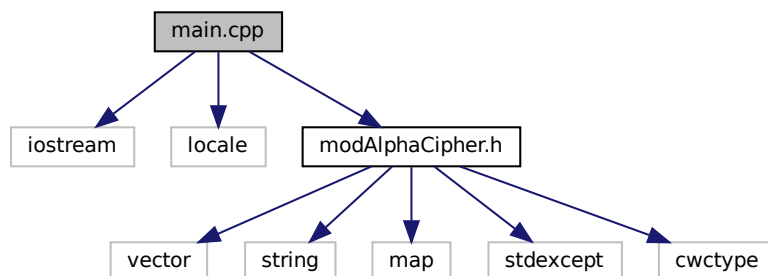 main.cpp
iostream
locale
modAlphaCipher.h
vector
string
map
stdexcept
cwctype